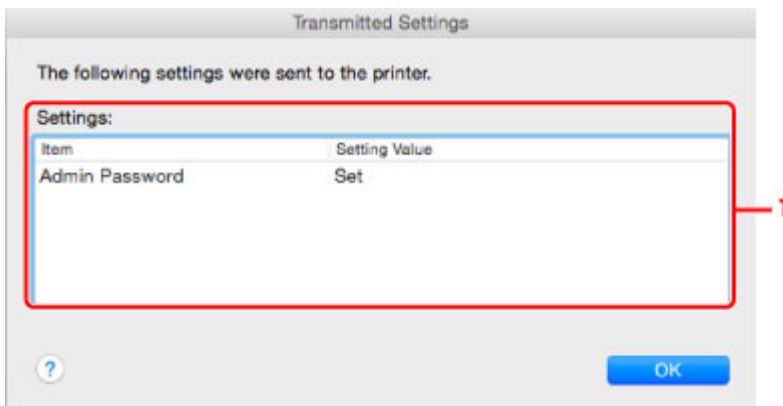 Transmitted Settings
The following settings were sent to the printer.
Settings:
Item Setting Value
Admin Password Set
1
?
OK